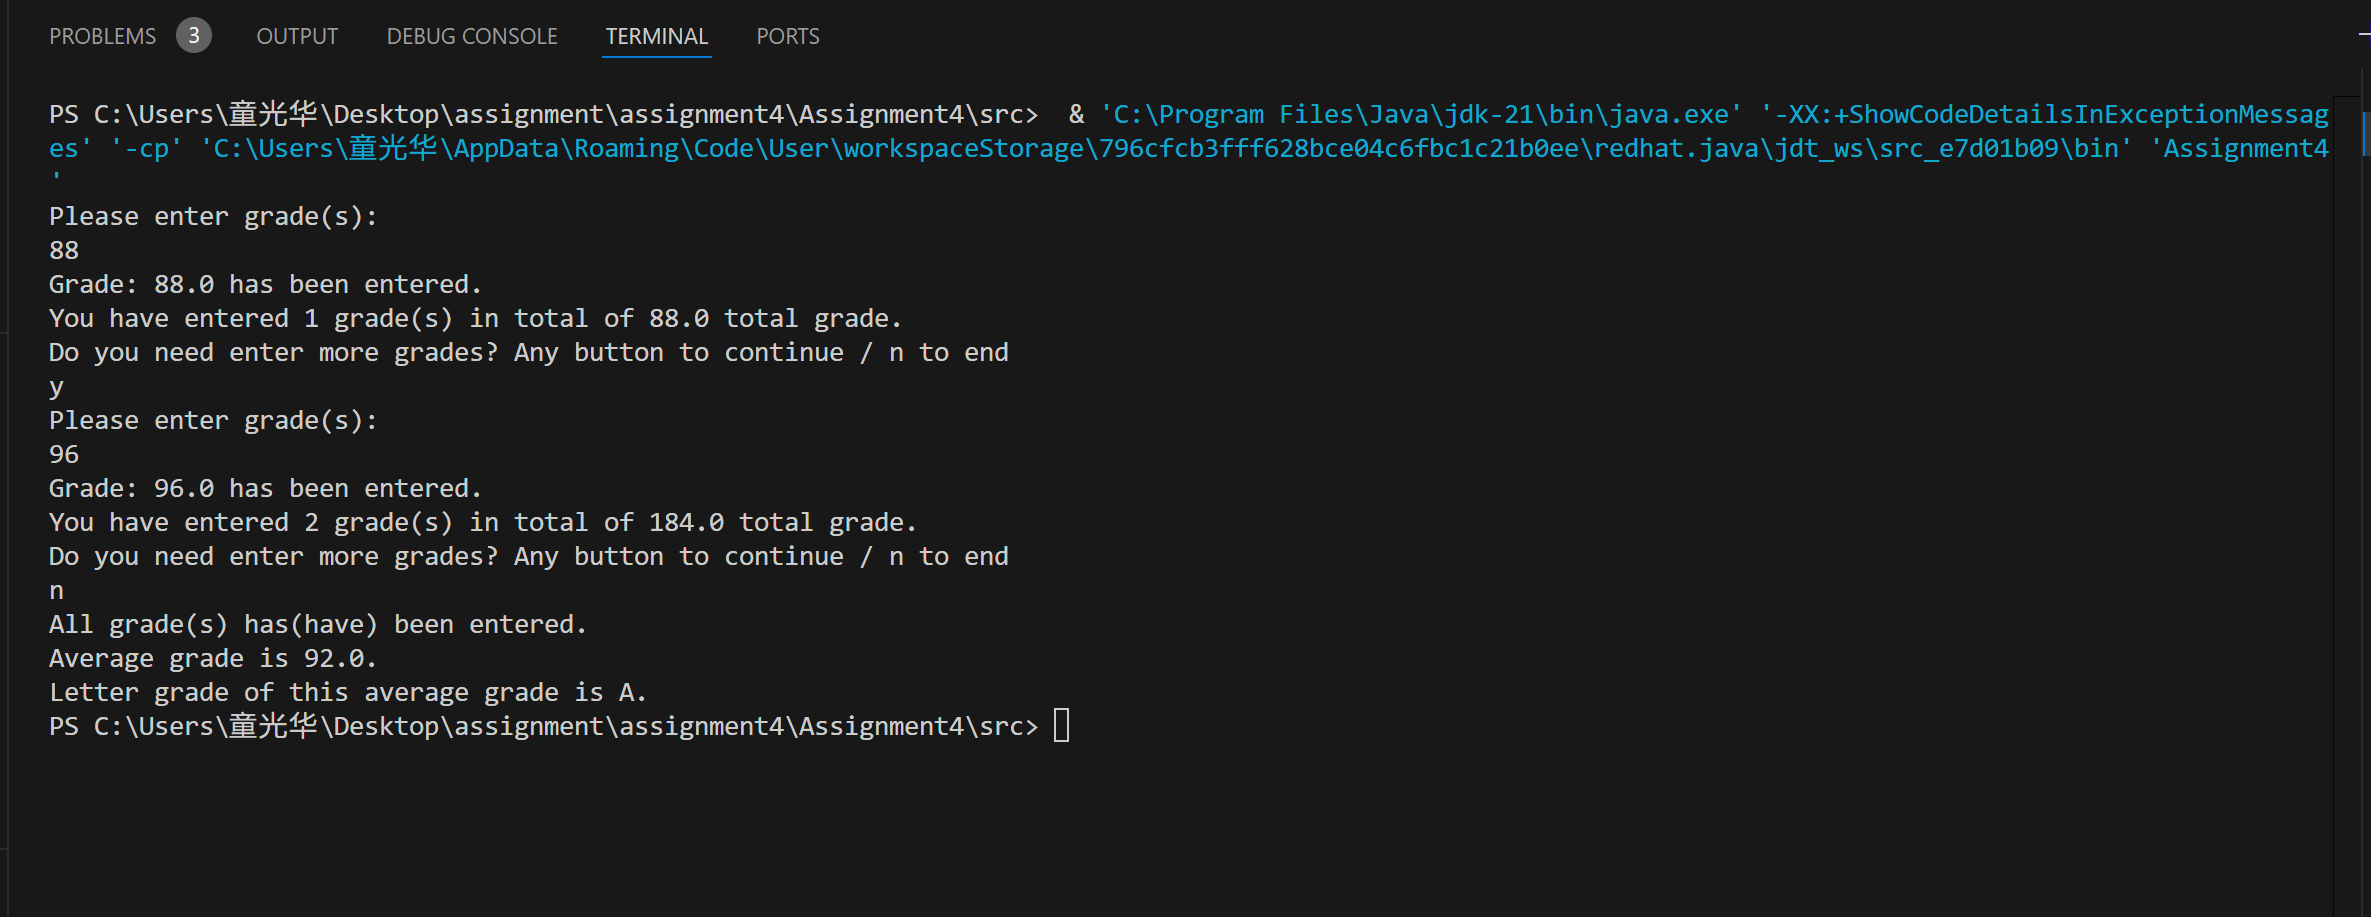 PROBLEMS 3 OUTPUT DEBUG CONSOLE TERMINAL PORTS
PS C:\Users\童光华\Desktop\assignment\assignment4\Assignment4\src>  & 'C:\Program Files\Java\jdk-21\bin\java.exe' '-XX:+ShowCodeDetailsInExceptionMessag
es' '-cp' 'C:\Users\童光华\AppData\Roaming\Code\User\workspaceStorage\796cfcb3fff628bce04c6fbc1c21b0ee\redhat.java\jdt_ws\src_e7d01b09\bin' 'Assignment4
'
Please enter grade(s):
88
Grade: 88.0 has been entered.
You have entered 1 grade(s) in total of 88.0 total grade.
Do you need enter more grades? Any button to continue / n to end
y
Please enter grade(s):
96
Grade: 96.0 has been entered.
You have entered 2 grade(s) in total of 184.0 total grade.
Do you need enter more grades? Any button to continue / n to end
n
All grade(s) has(have) been entered.
Average grade is 92.0.
Letter grade of this average grade is A.
PS C:\Users\童光华\Desktop\assignment\assignment4\Assignment4\src>